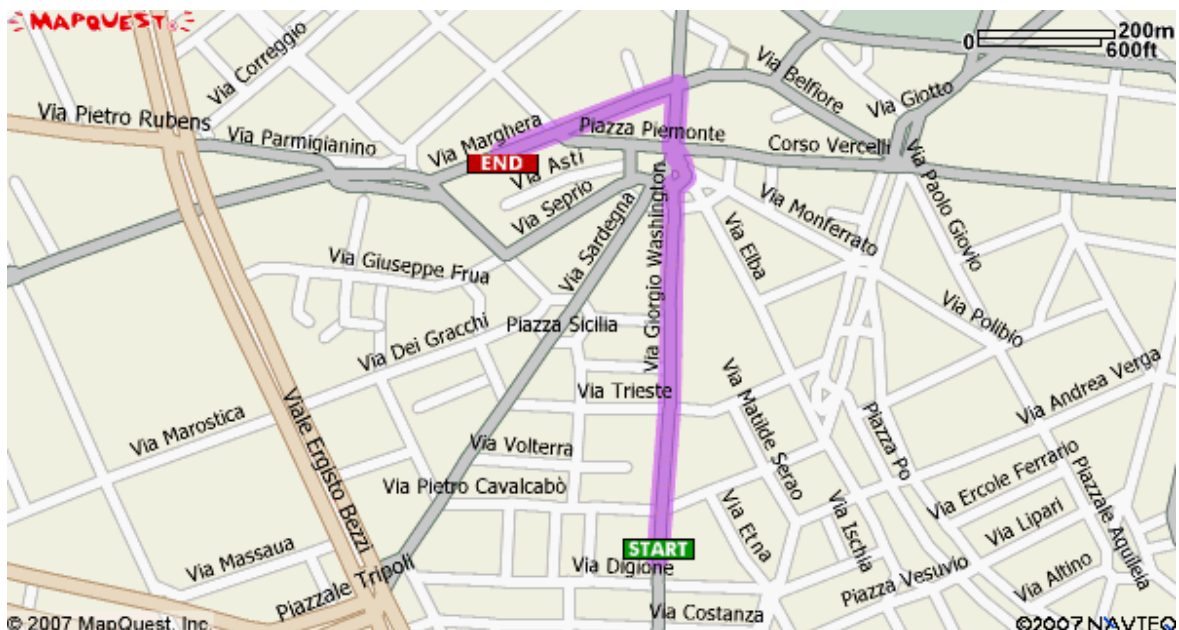 MAPQUEST
200m
0
600ft
Via Correggio
Via Belfiore
Via Giotto
Via Pietro Rubens
Via Parmigianino
Via Marghera
Piazza Piemonte
Corso Vercelli
END
Via Asti
Via Seprio
Via Sardegna
Via Giorgio Washington
Via Elba
Via Monferrato
Via Paolo Giovio
Via Giuseppe Frua
Via Polibio
Piazza Sicilia
Via Dei Gracchi
Via Trieste
Via Matilde Serao
Via Andrea Verga
Via Marostica
Viale Ergisto Bezzi
Via Volterra
Piazza Po
Via Pietro Cavalcabò
Via Ercole Ferrario
Piazzale Aquileia
Via Etna
Via Ischia
Via Lipari
START
Via Massaua
Via Digione
Piazza Vesuvio
Via Altino
Piazzale Tripoli
Via Costanza
© 2007 MapQuest, Inc.
©2007 NAVTEQ